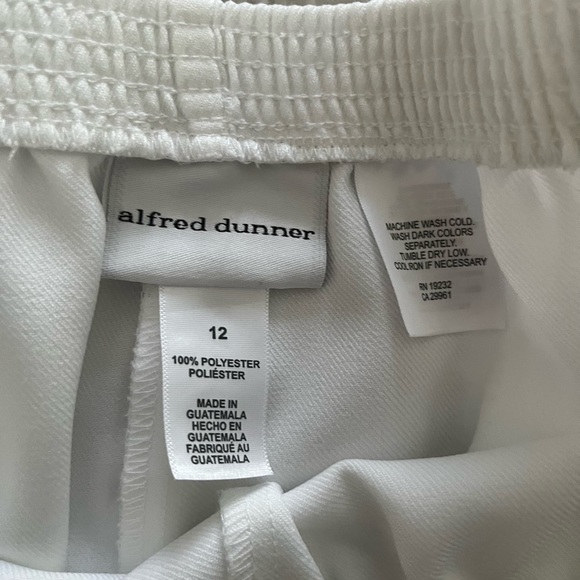 alfred dunner
12
100% POLYESTER
POLIÉSTER
MADE IN
GUATEMALA
HECHO EN
GUATEMALA
FABRIQUÉ AU
GUATEMALA
MACHINE WASH COLD.
WASH DARK COLORS
SEPARATELY.
TUMBLE DRY LOW.
COOL IRON IF NECESSARY
RN 19232
CA 29961